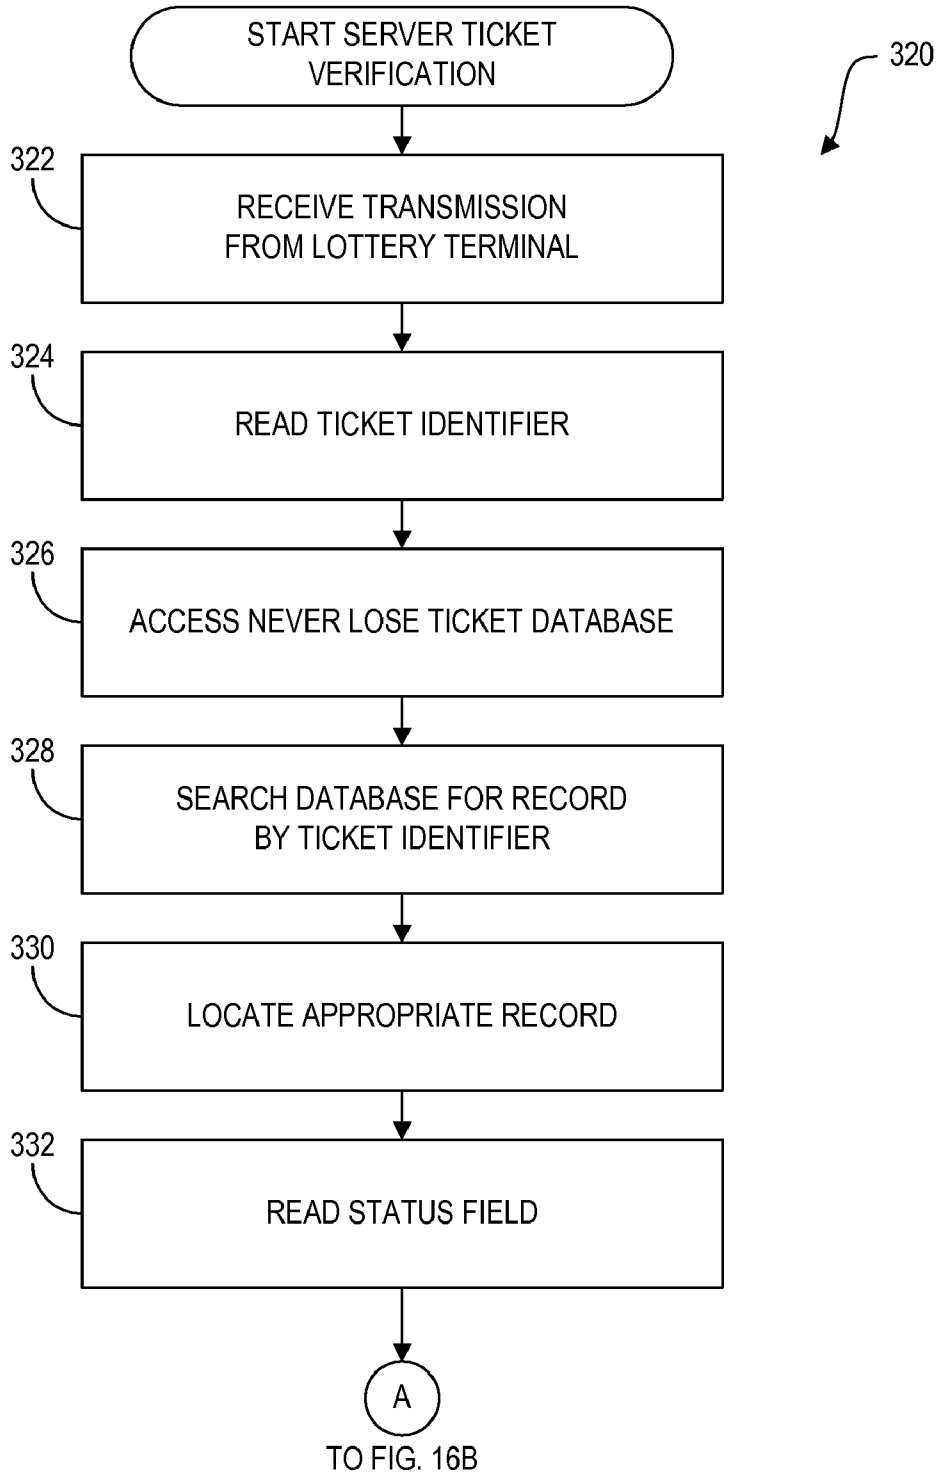 START SERVER TICKET
VERIFICATION
320
322
RECEIVE TRANSMISSION
FROM LOTTERY TERMINAL
324
READ TICKET IDENTIFIER
326
ACCESS NEVER LOSE TICKET DATABASE
328
SEARCH DATABASE FOR RECORD
BY TICKET IDENTIFIER
330
LOCATE APPROPRIATE RECORD
332
READ STATUS FIELD
A
TO FIG. 16B